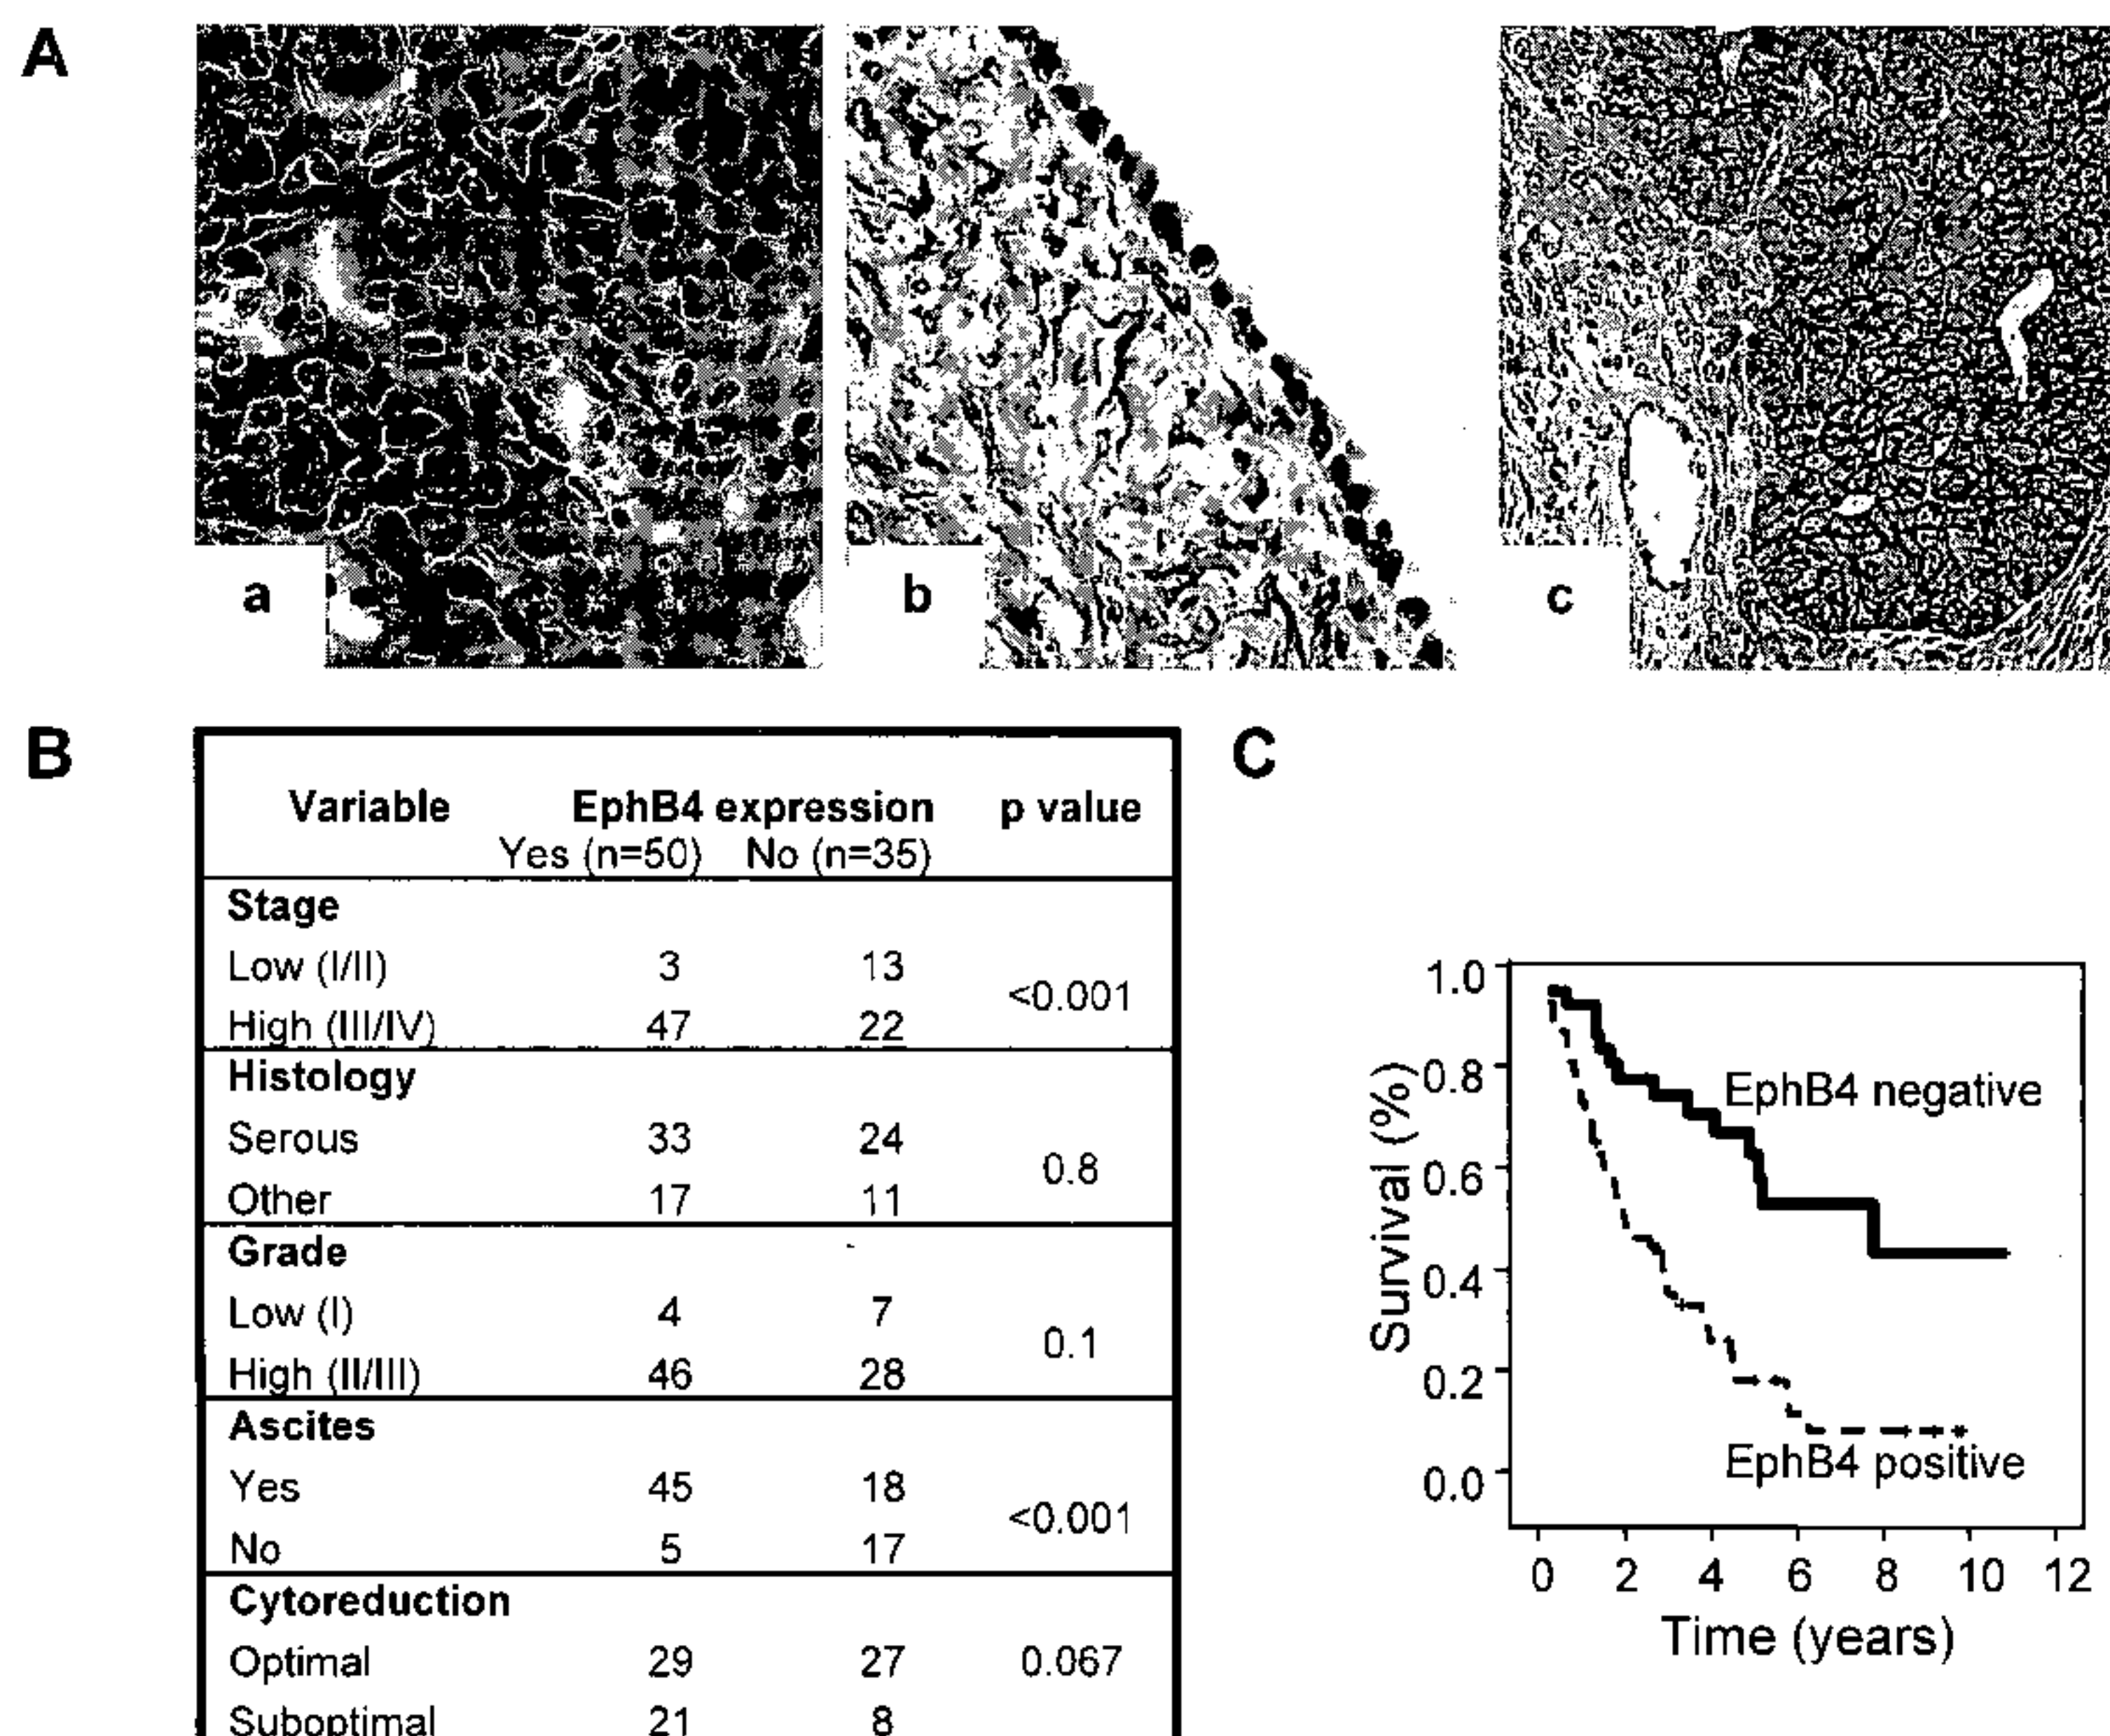 A
a
b
c
B
Variable EphB4 expression p value
Yes (n=50) No (n=35)
Stage
Low (I/II) 3 13
<0.001
High (III/IV) 47 22
Histology
Serous 33 24
0.8
Other 17 11
Grade
Low (I) 4 7
0.1
High (II/III) 46 28
Ascites
Yes 45 18
<0.001
No 5 17
Cytoreduction
Optimal 29 27 0.067
Suboptimal 21 8
C
Survival (%)
1.0
0.8
0.6
0.4
0.2
0.0
EphB4 negative
EphB4 positive
0 2 4 6 8 10 12
Time (years)